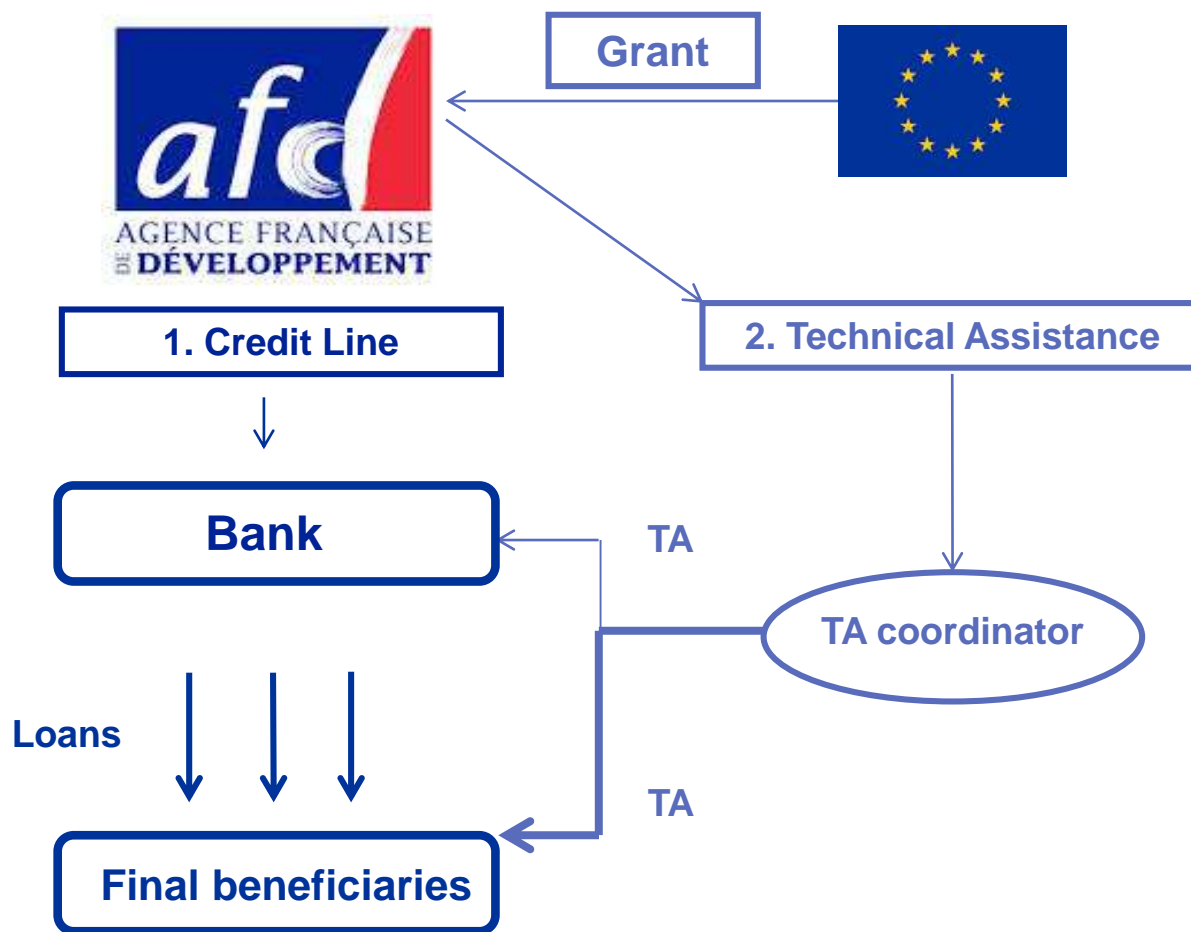 Grant
afd
AGENCE FRANÇAISE
DE DÉVELOPPEMENT
1. Credit Line
2. Technical Assistance
Bank
TA
TA coordinator
Loans
TA
Final beneficiaries